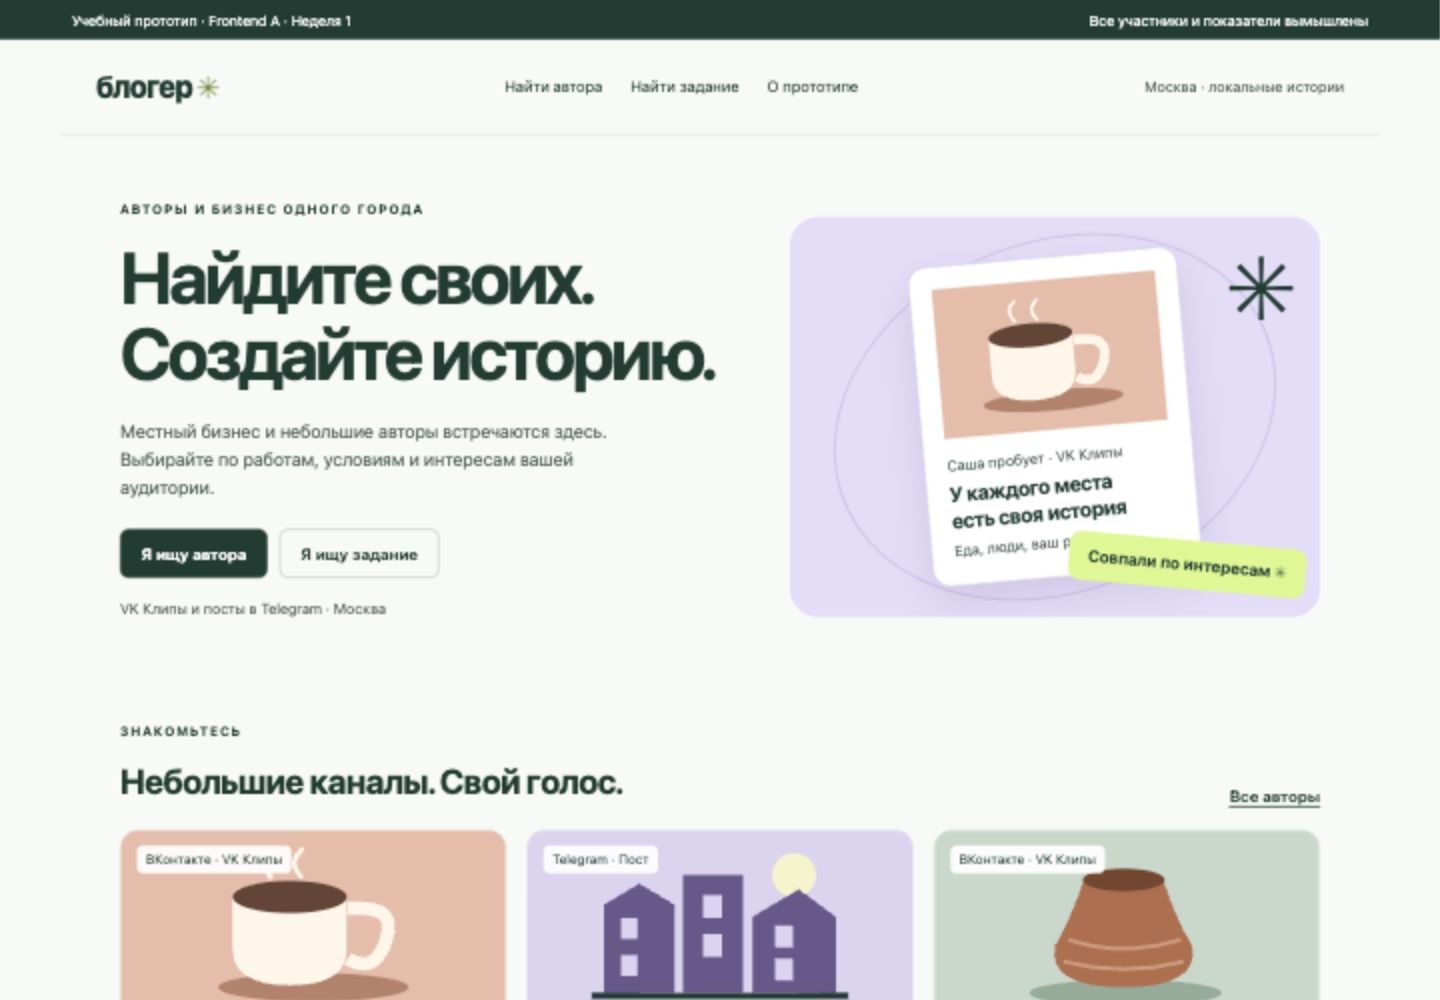 Учебный прототип · Frontend A · Неделя 1
Все участники и показатели вымышлены
блогер
Найти автора
Найти задание
О прототипе
Москва · локальные истории
АВТОРЫ И БИЗНЕС ОДНОГО ГОРОДА
Найдите своих.
Создайте историю.
Местный бизнес и небольшие авторы встречаются здесь.
Выбирайте по работам, условиям и интересам вашей
аудитории.
Я ищу автора
Я ищу задание
VK Клипы и посты в Telegram · Москва
Саша пробует · VK Клипы
У каждого места
есть своя история
Еда, люди, ваш
Совпали по интересам
ЗНАКОМЬТЕСЬ
Небольшие каналы. Свой голос.
Все авторы
ВКонтакте · VK Клипы
Telegram · Пост
ВКонтакте · VK Клипы